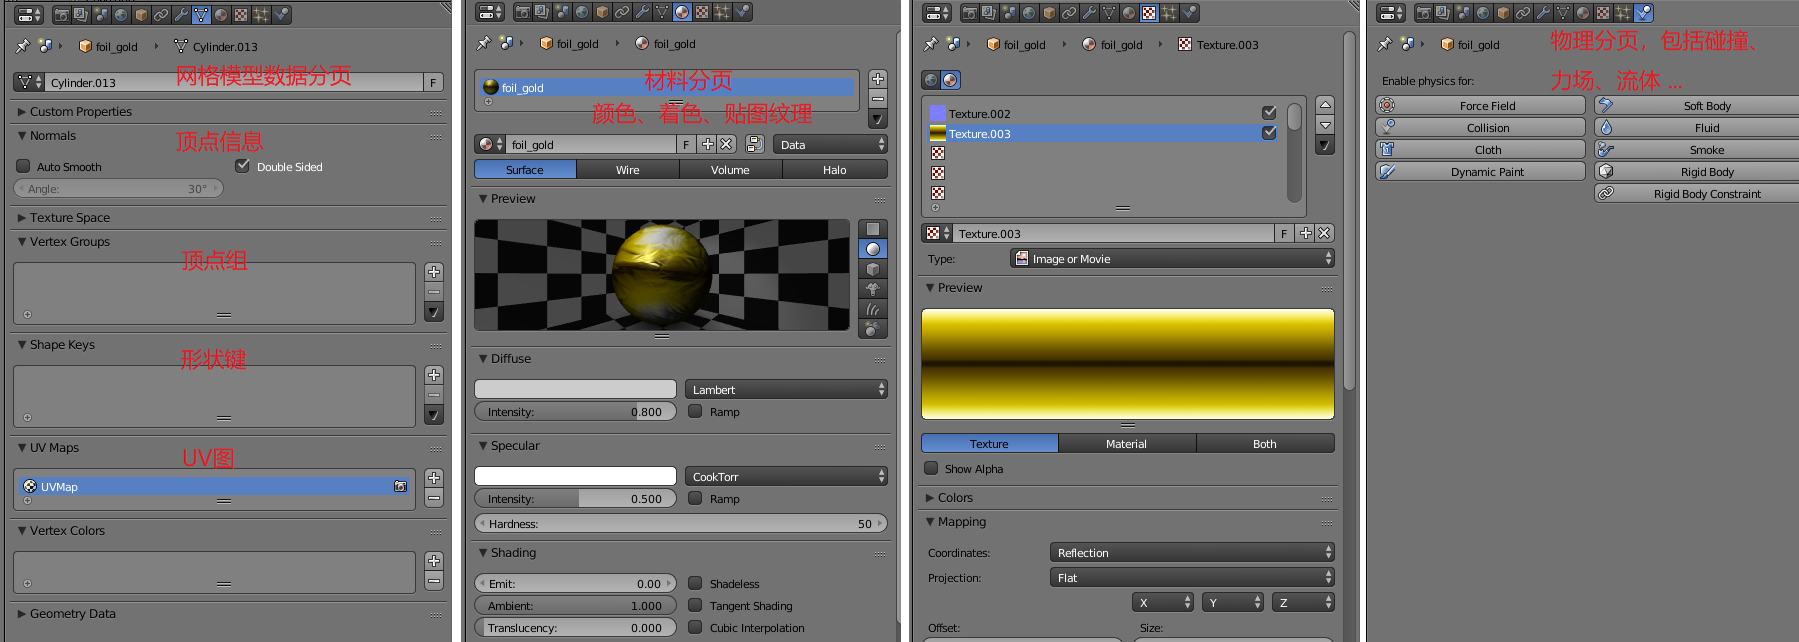 foil_gold
Cylinder.013
Cylinder.013
F
网格模型数据分页
Custom Properties
Normals
顶点信息
Auto Smooth
Double Sided
Angle:
30°
Texture Space
Vertex Groups
顶点组
Shape Keys
形状键
UV Maps
UV图
UVMap
Vertex Colors
Geometry Data
foil_gold
foil_gold
foil_gold
材料分页
颜色、着色、贴图纹理
foil_gold
F
Data
Surface
Wire
Volume
Halo
Preview
Diffuse
Lambert
Intensity:
0.800
Ramp
Specular
CookTorr
Intensity:
0.500
Ramp
Hardness:
50
Shading
Emit:
0.00
Shadeless
Ambient:
1.000
Tangent Shading
Translucency:
0.000
Cubic Interpolation
foil_gold
foil_gold
Texture.003
Texture.002
Texture.003
Texture.003
F
Type:
Image or Movie
Preview
Texture
Material
Both
Show Alpha
Colors
Mapping
Coordinates:
Reflection
Projection:
Flat
X
Y
Z
Offset:
Size:
foil_gold
物理分页，包括碰撞、
力场、流体 ...
Enable physics for:
Force Field
Soft Body
Collision
Fluid
Cloth
Smoke
Dynamic Paint
Rigid Body
Rigid Body Constraint